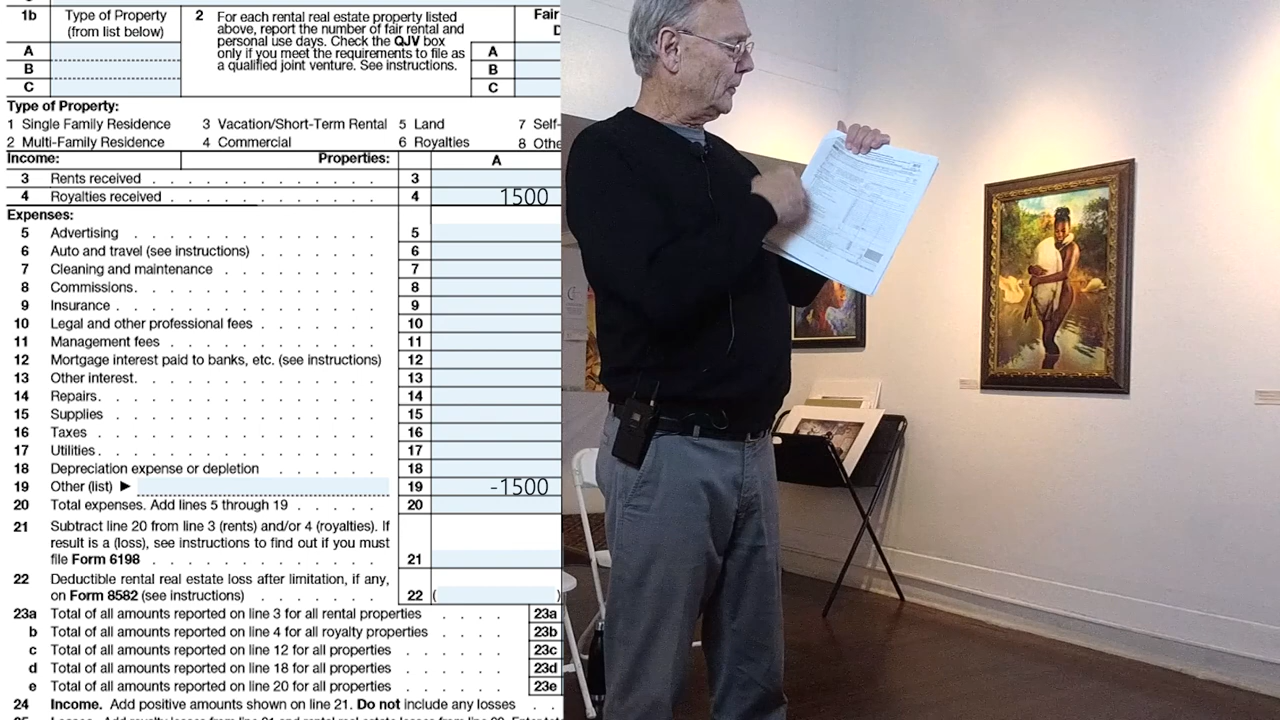 1b Type of Property (from list below)
2 For each rental real estate property listed above, report the number of fair rental and personal use days. Check the QJV box only if you meet the requirements to file as a qualified joint venture. See instructions.
Fair
A A
B B
C C
Type of Property:
1 Single Family Residence 3 Vacation/Short-Term Rental 5 Land 7 Self-
2 Multi-Family Residence 4 Commercial 6 Royalties 8 Othe
Income: Properties: A
3 Rents received . . . . . . . . . . . . . 3
4 Royalties received . . . . . . . . . . . . 4 1500
Expenses:
5 Advertising . . . . . . . . . . . . . . 5
6 Auto and travel (see instructions) . . . . . . . 6
7 Cleaning and maintenance . . . . . . . . . 7
8 Commissions. . . . . . . . . . . . . . 8
9 Insurance . . . . . . . . . . . . . . . 9
10 Legal and other professional fees . . . . . . . 10
11 Management fees . . . . . . . . . . . . 11
12 Mortgage interest paid to banks, etc. (see instructions) 12
13 Other interest. . . . . . . . . . . . . . 13
14 Repairs. . . . . . . . . . . . . . . . 14
15 Supplies . . . . . . . . . . . . . . . 15
16 Taxes . . . . . . . . . . . . . . . . 16
17 Utilities. . . . . . . . . . . . . . . . 17
18 Depreciation expense or depletion . . . . . . 18
19 Other (list) ▶ 19 -1500
20 Total expenses. Add lines 5 through 19 . . . . . 20
21 Subtract line 20 from line 3 (rents) and/or 4 (royalties). If
result is a (loss), see instructions to find out if you must
file Form 6198 . . . . . . . . . . . . . 21
22 Deductible rental real estate loss after limitation, if any,
on Form 8582 (see instructions) . . . . . . . 22 ( )
23a Total of all amounts reported on line 3 for all rental properties . . . . 23a
b Total of all amounts reported on line 4 for all royalty properties . . . . 23b
c Total of all amounts reported on line 12 for all properties . . . . . . 23c
d Total of all amounts reported on line 18 for all properties . . . . . . 23d
e Total of all amounts reported on line 20 for all properties . . . . . . 23e
24 Income. Add positive amounts shown on line 21. Do not include any losses . .